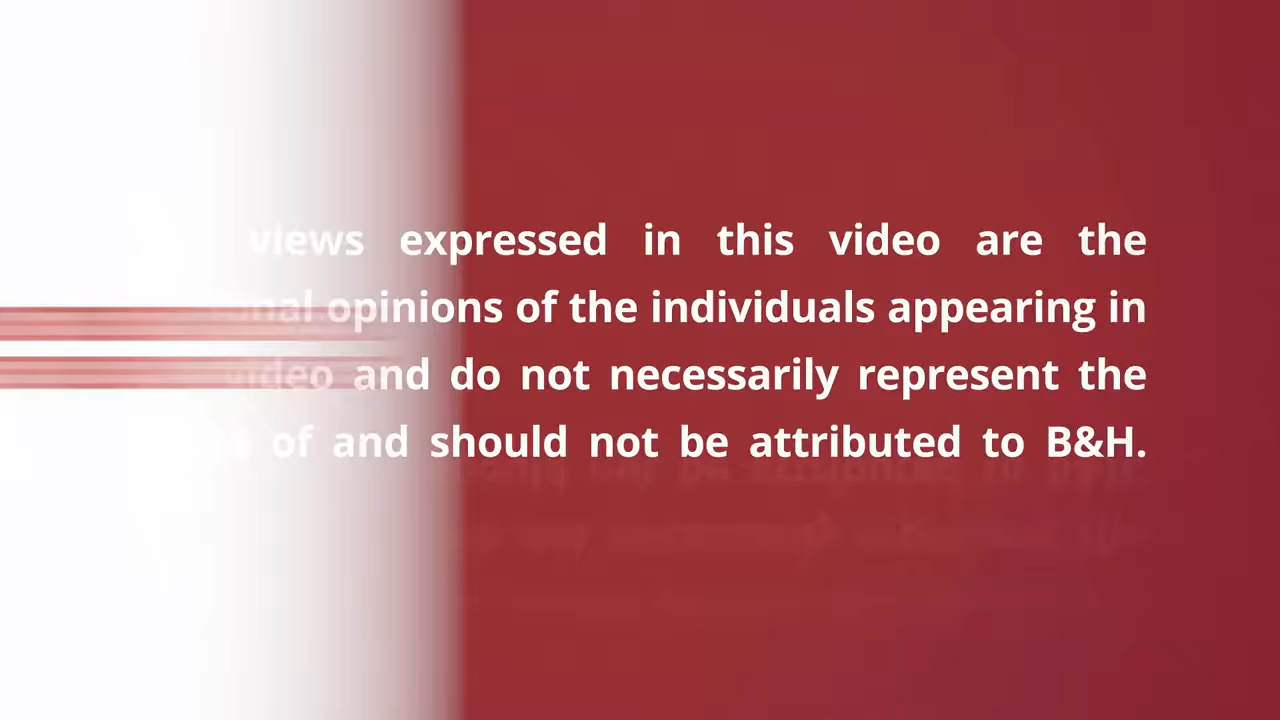 views expressed in this video are the
opinions of the individuals appearing in
video and do not necessarily represent the
of and should not be attributed to B&H.